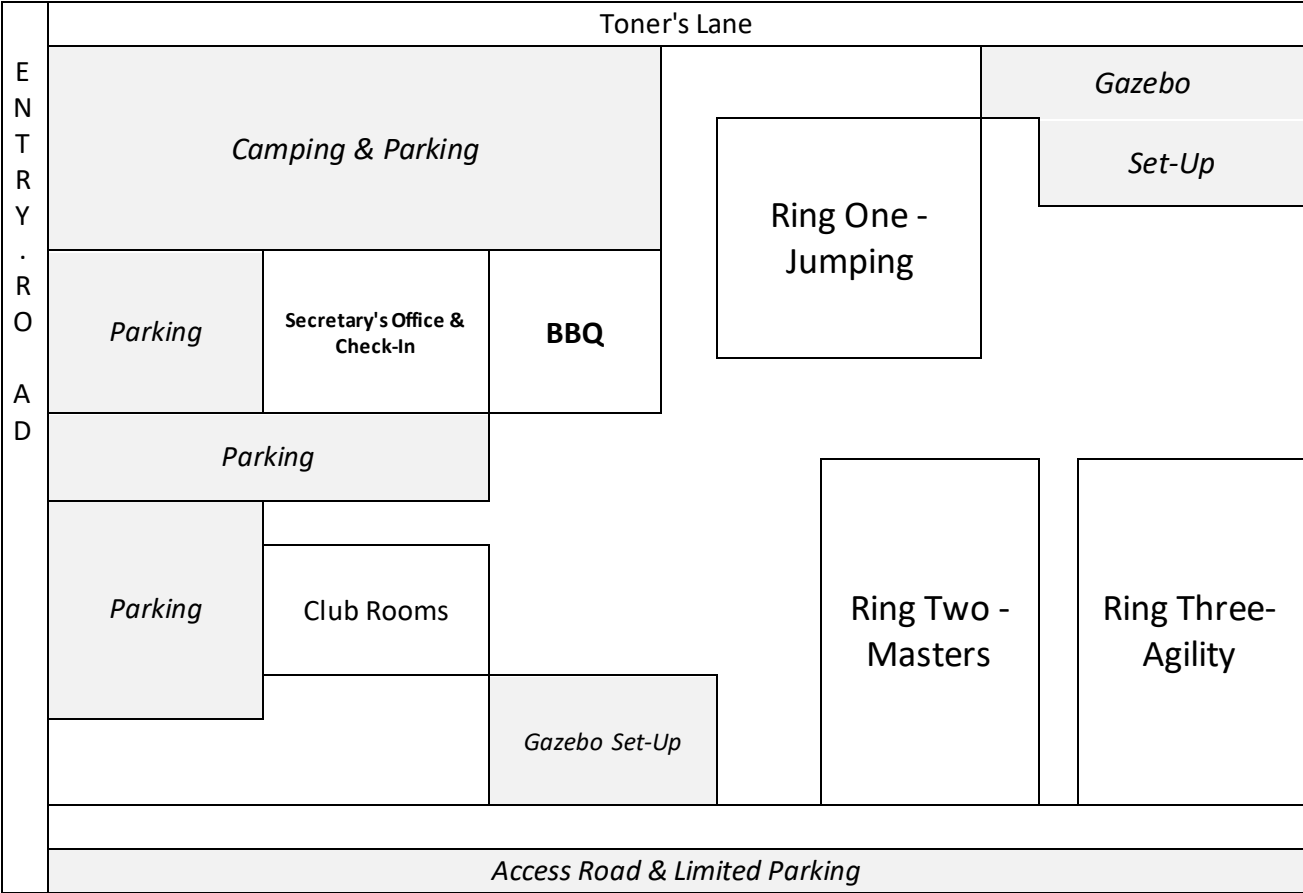 Toner's Lane
E
N
T
R
Y
.
R
O
A
D
Camping & Parking
Gazebo
Set-Up
Ring One -
Jumping
Parking
Secretary's Office &
Check-In
BBQ
Parking
Parking
Club Rooms
Ring Two -
Masters
Ring Three-
Agility
Gazebo Set-Up
Access Road & Limited Parking